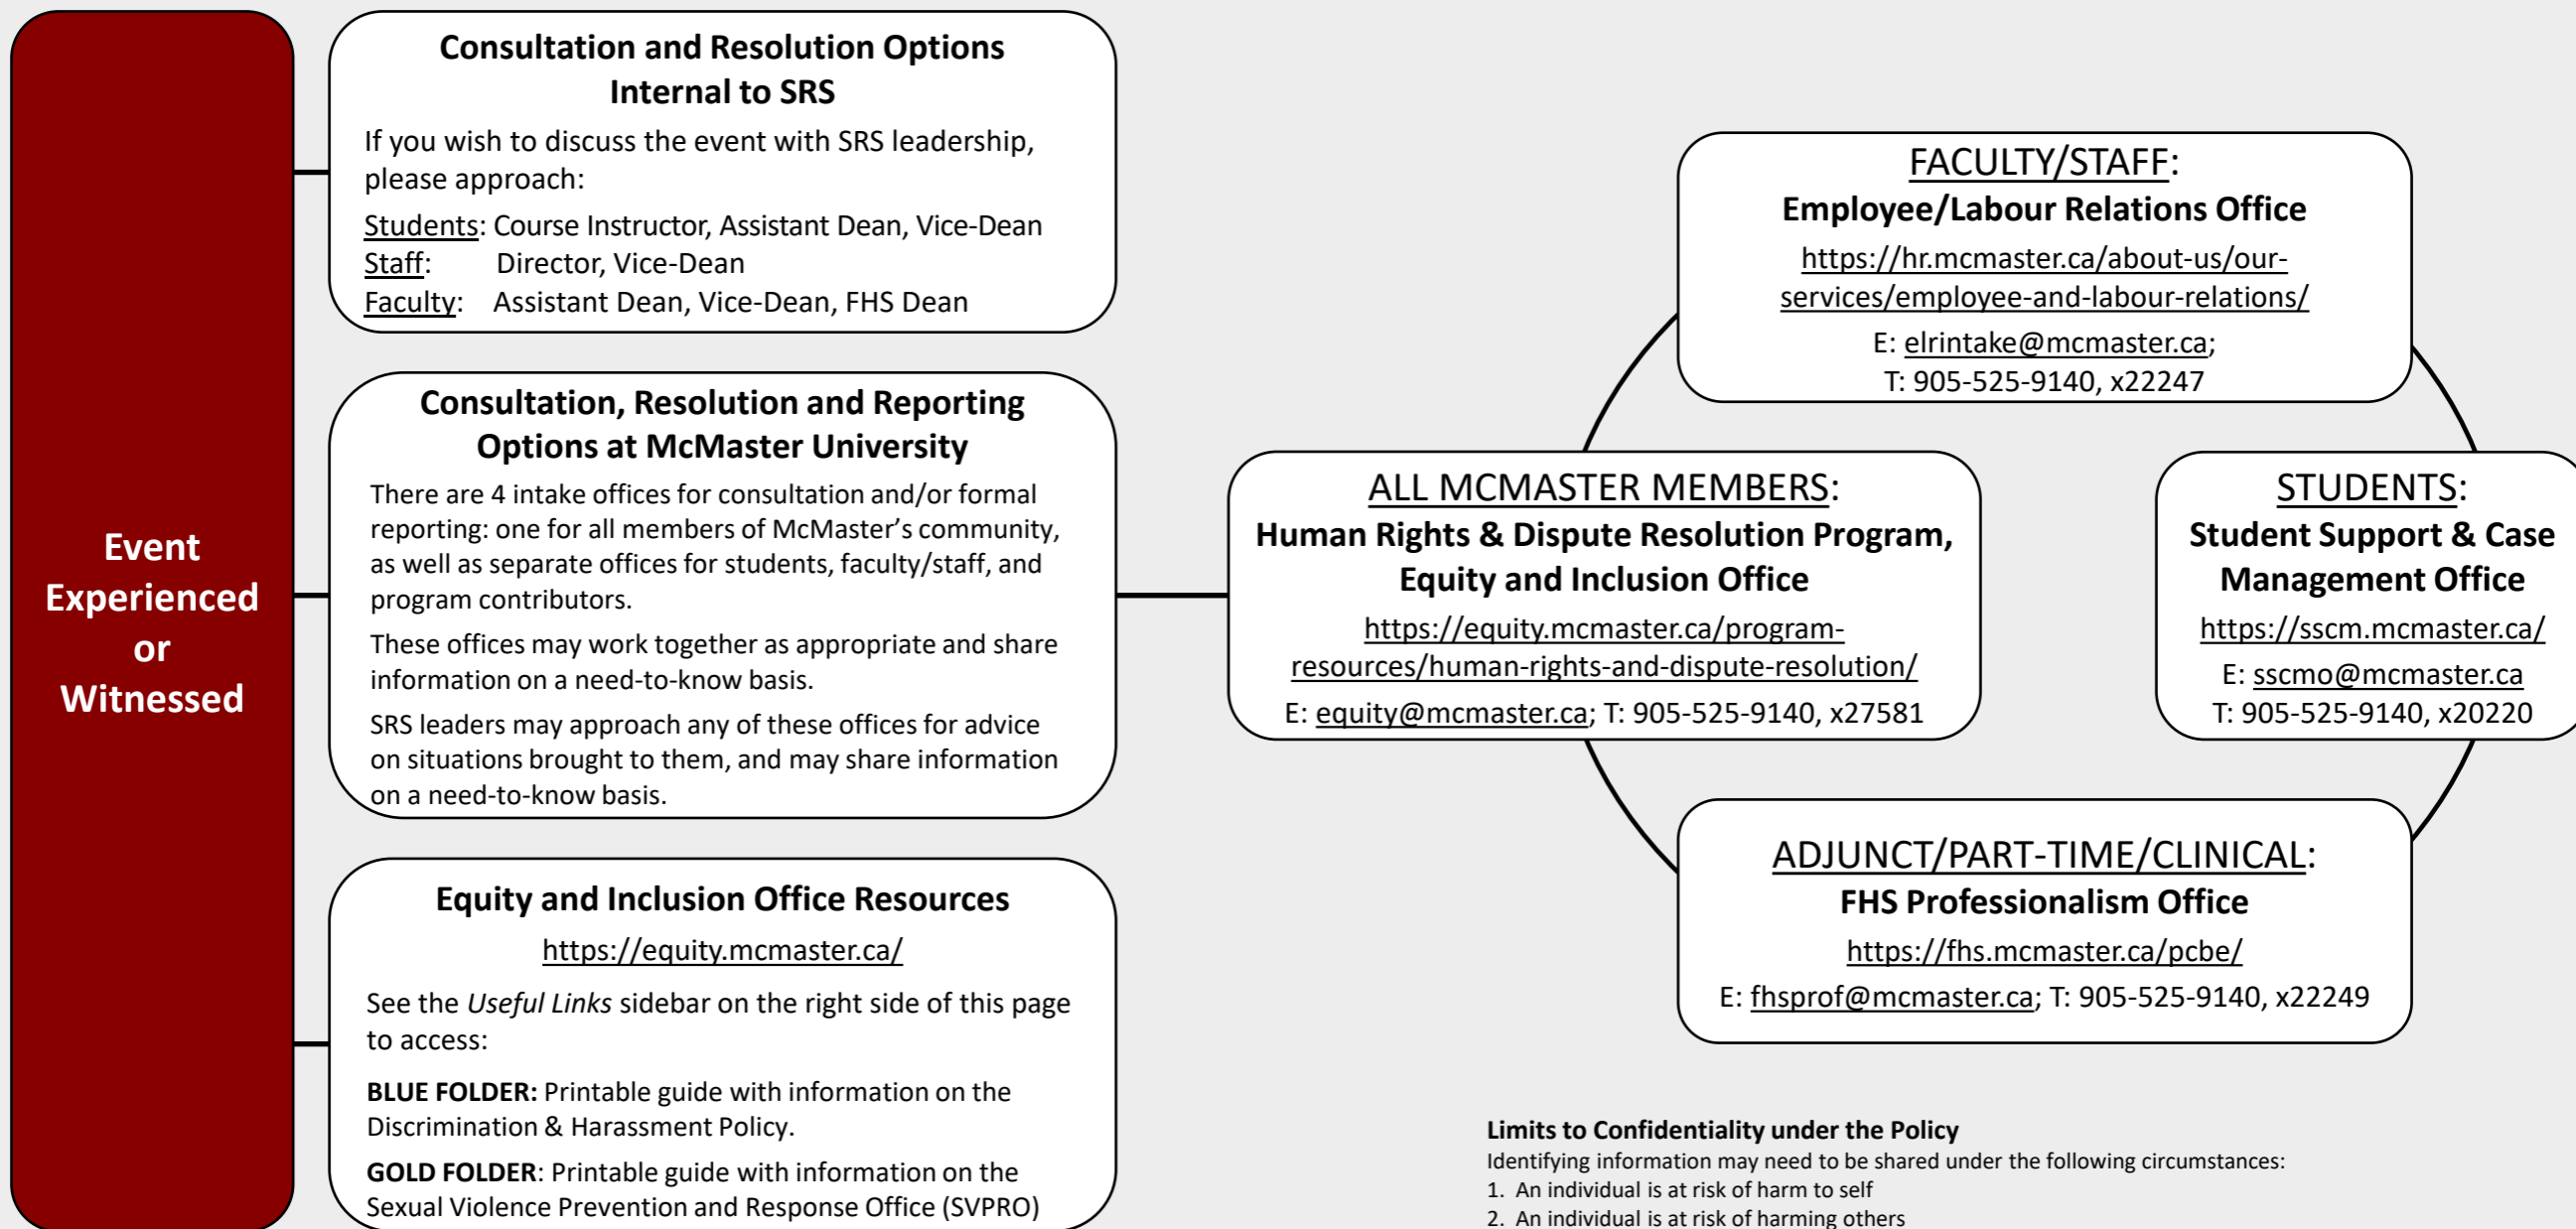 Event
Experienced
or
Witnessed
Consultation and Resolution Options
Internal to SRS
If you wish to discuss the event with SRS leadership,
please approach:
Students: Course Instructor, Assistant Dean, Vice-Dean
Staff: Director, Vice-Dean
Faculty: Assistant Dean, Vice-Dean, FHS Dean
Consultation, Resolution and Reporting
Options at McMaster University
There are 4 intake offices for consultation and/or formal
reporting: one for all members of McMaster’s community,
as well as separate offices for students, faculty/staff, and
program contributors.
These offices may work together as appropriate and share
information on a need-to-know basis.
SRS leaders may approach any of these offices for advice
on situations brought to them, and may share information
on a need-to-know basis.
Equity and Inclusion Office Resources
https://equity.mcmaster.ca/
See the Useful Links sidebar on the right side of this page
to access:
BLUE FOLDER: Printable guide with information on the
Discrimination & Harassment Policy.
GOLD FOLDER: Printable guide with information on the
Sexual Violence Prevention and Response Office (SVPRO)
FACULTY/STAFF:
Employee/Labour Relations Office
https://hr.mcmaster.ca/about-us/our-
services/employee-and-labour-relations/
E: elrintake@mcmaster.ca;
T: 905-525-9140, x22247
ALL MCMASTER MEMBERS:
Human Rights & Dispute Resolution Program,
Equity and Inclusion Office
https://equity.mcmaster.ca/program-
resources/human-rights-and-dispute-resolution/
E: equity@mcmaster.ca; T: 905-525-9140, x27581
STUDENTS:
Student Support & Case
Management Office
https://sscm.mcmaster.ca/
E: sscmo@mcmaster.ca
T: 905-525-9140, x20220
ADJUNCT/PART-TIME/CLINICAL:
FHS Professionalism Office
https://fhs.mcmaster.ca/pcbe/
E: fhsprof@mcmaster.ca; T: 905-525-9140, x22249
Limits to Confidentiality under the Policy
Identifying information may need to be shared under the following circumstances:
1. An individual is at risk of harm to self
2. An individual is at risk of harming others